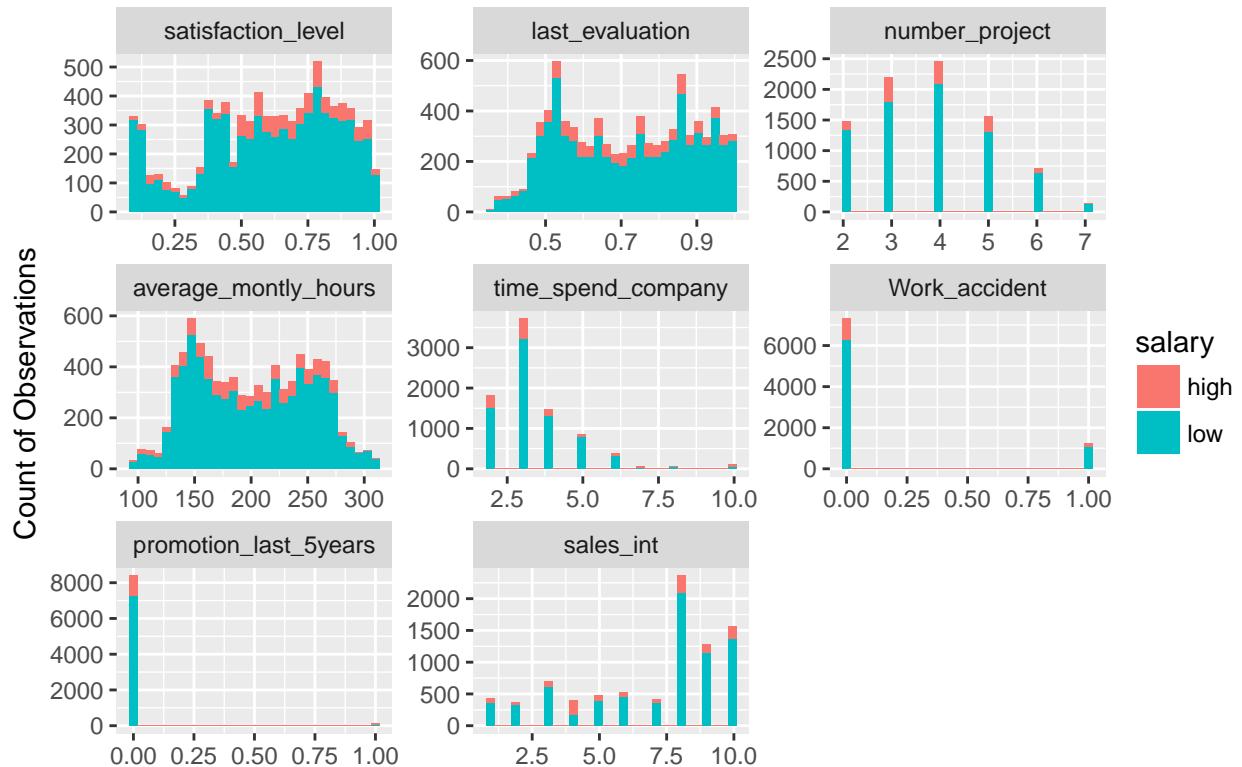 satisfaction_level
last_evaluation
number_project
500
400
300
200
100
0
0.25 0.50 0.75 1.00
600
400
200
0
0.5 0.7 0.9
2500
2000
1500
1000
500
0
2 3 4 5 6 7
average_montly_hours
time_spend_company
Work_accident
600
400
200
0
100 150 200 250 300
3000
2000
1000
0
2.5 5.0 7.5 10.0
6000
4000
2000
0
0.00 0.25 0.50 0.75 1.00
promotion_last_5years
sales_int
8000
6000
4000
2000
0
0.00 0.25 0.50 0.75 1.00
2000
1500
1000
500
0
2.5 5.0 7.5 10.0
Count of Observations
salary
high
low